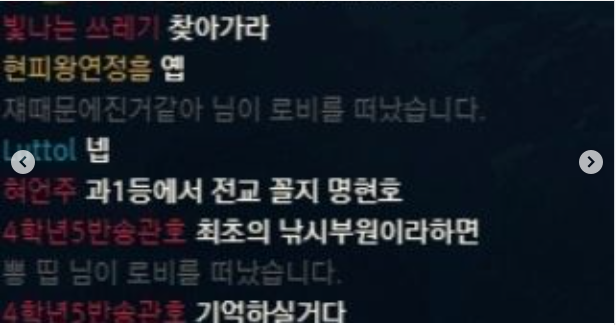 빛나는 쓰레기 찾아가라
현피왕연정흠 옙
쟤때문에진거같아 님이 로비를 떠났습니다.
Luttol 넵
혀언주 과1등에서 전교 꼴지 명현호
4학년5반송관호 최초의 낚시부원이라하면
뽕 띱 님이 로비를 떠났습니다.
4학년5반송관호 기억하실거다